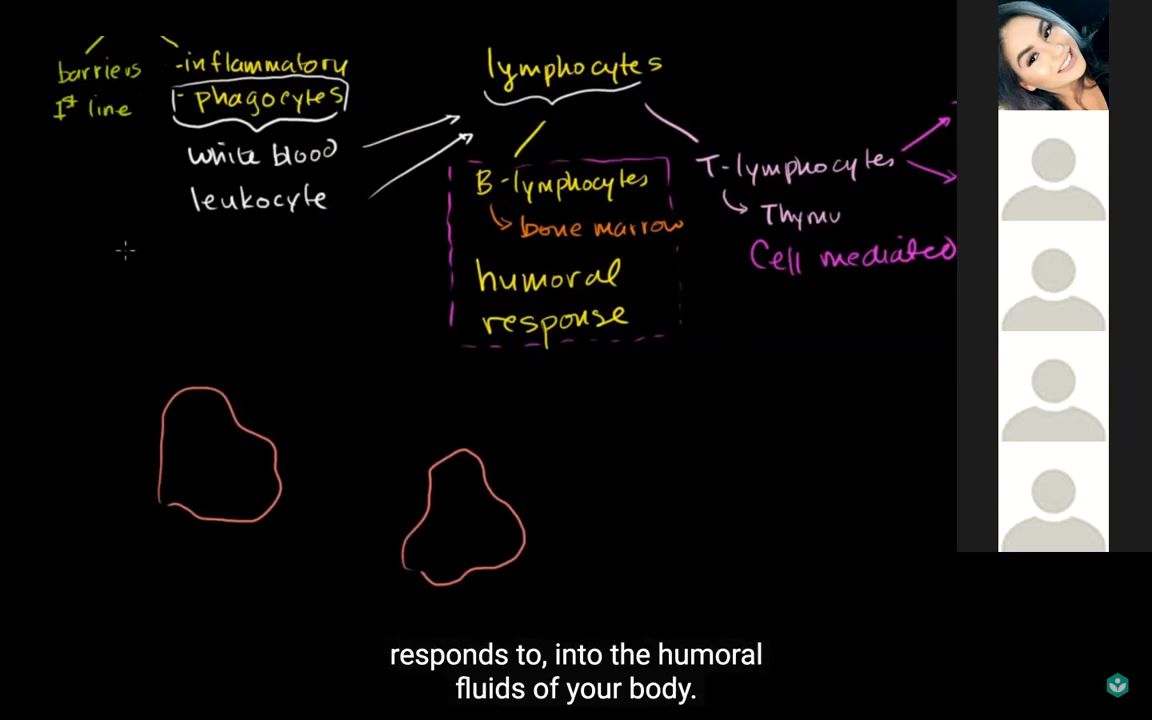 barriers
1st line
-inflammatory
- phagocytes
white blood
leukocyte
lymphocytes
B-lymphocytes
bone marrow
humoral
response
T-lymphocytes
Thymu
Cell mediated
responds to, into the humoral
fluids of your body.